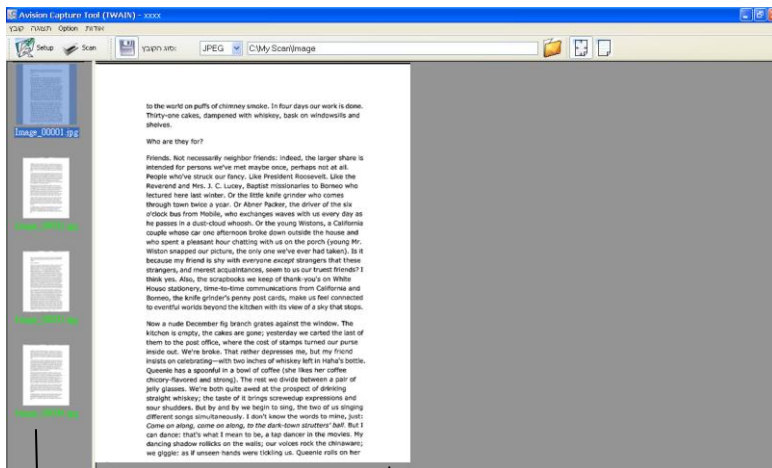 Avision Capture Tool (TWAIN) - xxxx
קובץ תצוגה Option אודות
Setup Scan סוג הקובץ: JPEG C:\My Scan\Image
Image_00001.jpg
to the world on puffs of chimney smoke. In four days our work is done.
Thirty-one cakes, dampened with whiskey, bask on windowsills and
shelves.
Who are they for?
Friends. Not necessarily neighbor friends: indeed, the larger share is
intended for persons we've met maybe once, perhaps not at all.
People who've struck our fancy. Like President Roosevelt. Like the
Reverend and Mrs. J. C. Lucey, Baptist missionaries to Borneo who
lectured here last winter. Or the little knife grinder who comes
through town twice a year. Or Abner Packer, the driver of the six
o'clock bus from Mobile, who exchanges waves with us every day as
he passes in a dust-cloud whoosh. Or the young Wistons, a California
couple whose car one afternoon broke down outside the house and
who spent a pleasant hour chatting with us on the porch (young Mr.
Wiston snapped our picture, the only one we've ever had taken). Is it
because my friend is shy with everyone except strangers that these
strangers, and merest acquaintances, seem to us our truest friends? I
think yes. Also, the scrapbooks we keep of thank-you's on White
House stationery, time-to-time communications from California and
Borneo, the knife grinder's penny post cards, make us feel connected
to eventful worlds beyond the kitchen with its view of a sky that stops.
Now a nude December fig branch grates against the window. The
kitchen is empty, the cakes are gone; yesterday we carted the last of
them to the post office, where the cost of stamps turned our purse
inside out. We're broke. That rather depresses me, but my friend
insists on celebrating—with two inches of whiskey left in Haha's bottle.
Queenie has a spoonful in a bowl of coffee (she likes her coffee
chicory-flavored and strong). The rest we divide between a pair of
jelly glasses. We're both quite awed at the prospect of drinking
straight whiskey; the taste of it brings screwedup expressions and
sour shudders. But by and by we begin to sing, the two of us singing
different songs simultaneously. I don't know the words to mine, just:
Come on along, come on along, to the dark-town strutters' ball. But I
can dance: that's what I mean to be, a tap dancer in the movies. My
dancing shadow rollicks on the walls; our voices rock the chinaware;
we giggle: as if unseen hands were tickling us. Queenie rolls on her